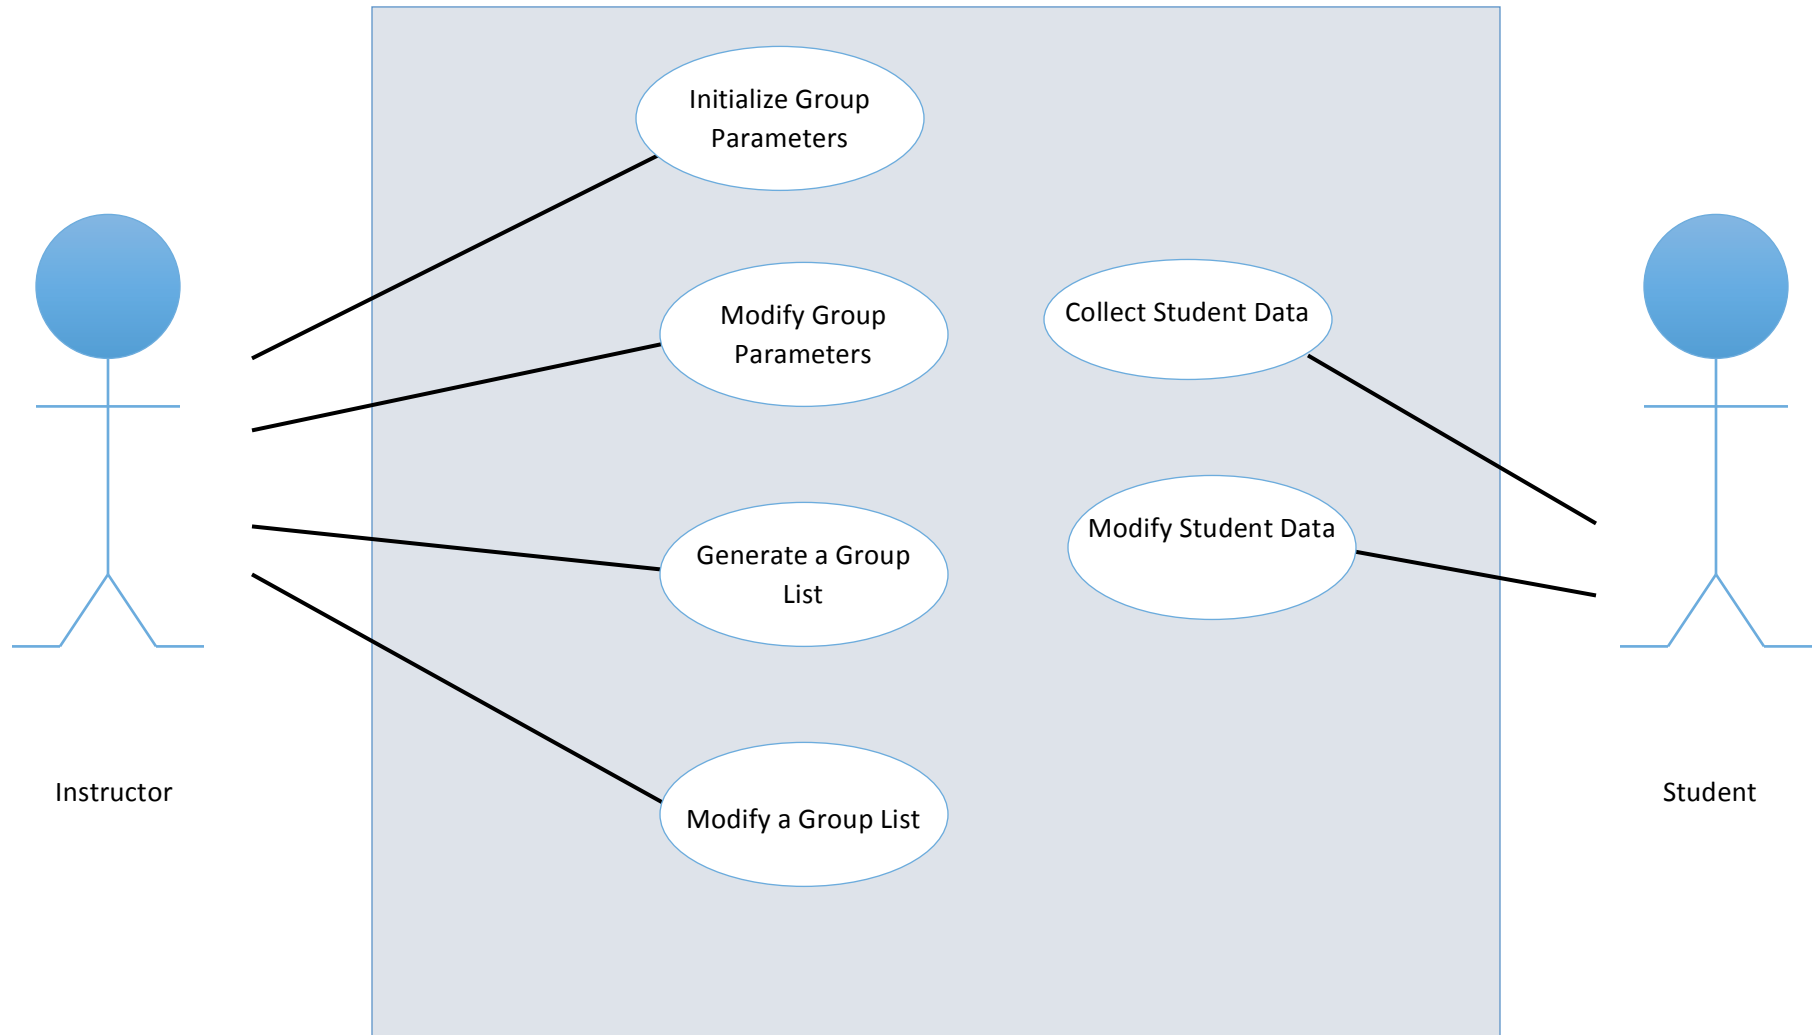 Initialize Group
Parameters
Modify Group
Parameters
Collect Student Data
Generate a Group
List
Modify Student Data
Modify a Group List
Instructor
Student